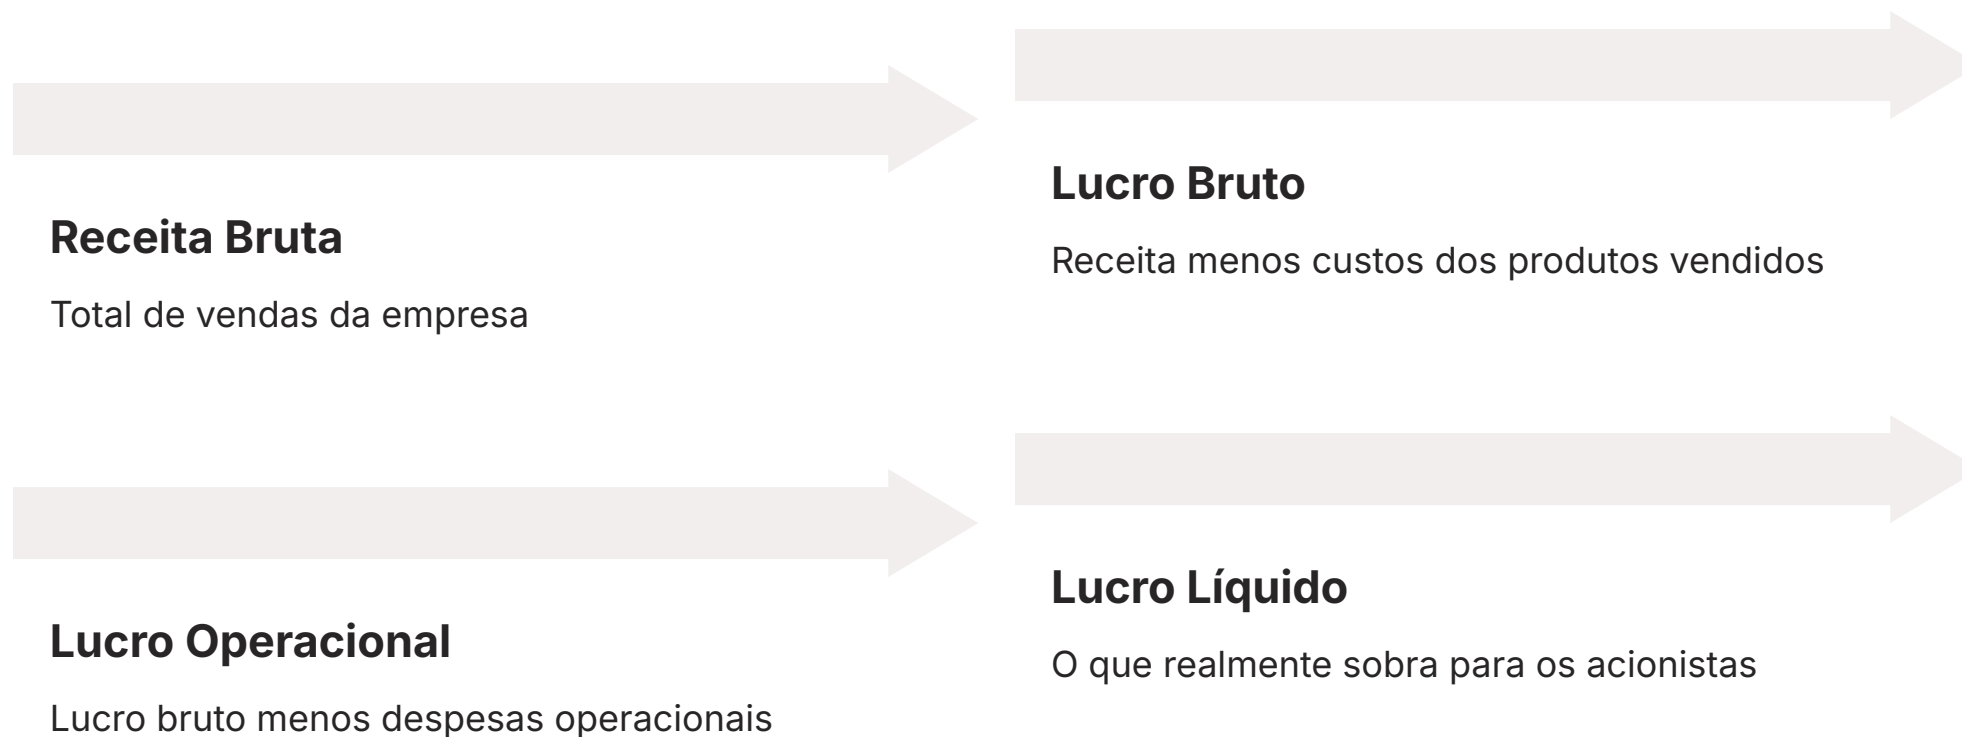 Receita Bruta
Total de vendas da empresa
Lucro Bruto
Receita menos custos dos produtos vendidos
Lucro Operacional
Lucro bruto menos despesas operacionais
Lucro Líquido
O que realmente sobra para os acionistas